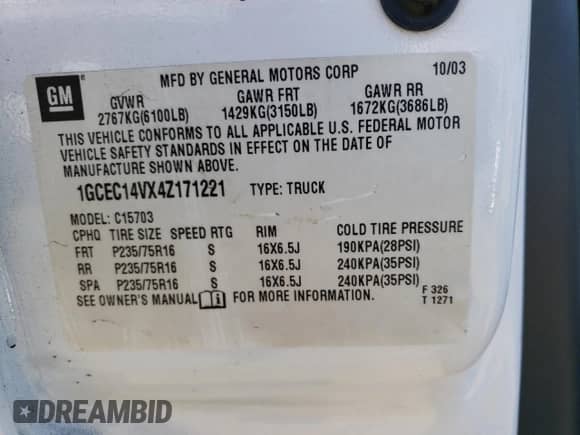 GM
MFD BY GENERAL MOTORS CORP 10/03
GVWR GAWR FRT GAWR RR
2767KG(6100LB) 1429KG(3150LB) 1672KG(3686LB)
THIS VEHICLE CONFORMS TO ALL APPLICABLE U.S. FEDERAL MOTOR
VEHICLE SAFETY STANDARDS IN EFFECT ON THE DATE OF
MANUFACTURE SHOWN ABOVE.
1GCEC14VX4Z171221 TYPE: TRUCK
MODEL: C15703
CPHQ TIRE SIZE SPEED RTG RIM COLD TIRE PRESSURE
FRT P235/75R16 S 16X6.5J 190KPA(28PSI)
RR P235/75R16 S 16X6.5J 240KPA(35PSI)
SPA P235/75R16 S 16X6.5J 240KPA(35PSI)
SEE OWNER'S MANUAL FOR MORE INFORMATION. F 326
T 1271
DREAMBID